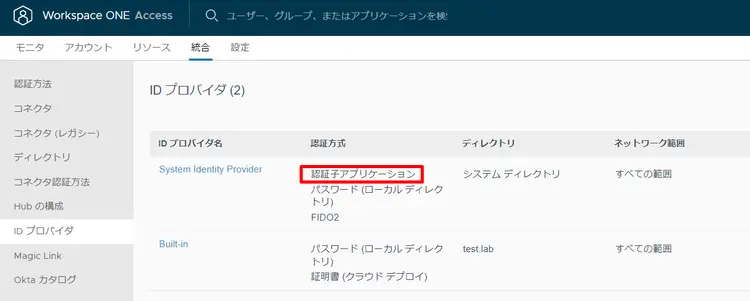 Workspace ONE Access
ユーザー、グループ、またはアプリケーションを検
モニタ アカウント リソース 統合 設定
認証方法
コネクタ
コネクタ (レガシー)
ディレクトリ
コネクタ認証方法
Hub の構成
ID プロバイダ
Magic Link
Okta カタログ
ID プロバイダ (2)
ID プロバイダ名 認証方式 ディレクトリ ネットワーク範囲
System Identity Provider 認証子アプリケーション システム ディレクトリ すべての範囲
パスワード (ローカル ディレク
トリ)
FIDO2
Built-in パスワード (ローカル ディレク test.lab すべての範囲
トリ)
証明書 (クラウド デプロイ)